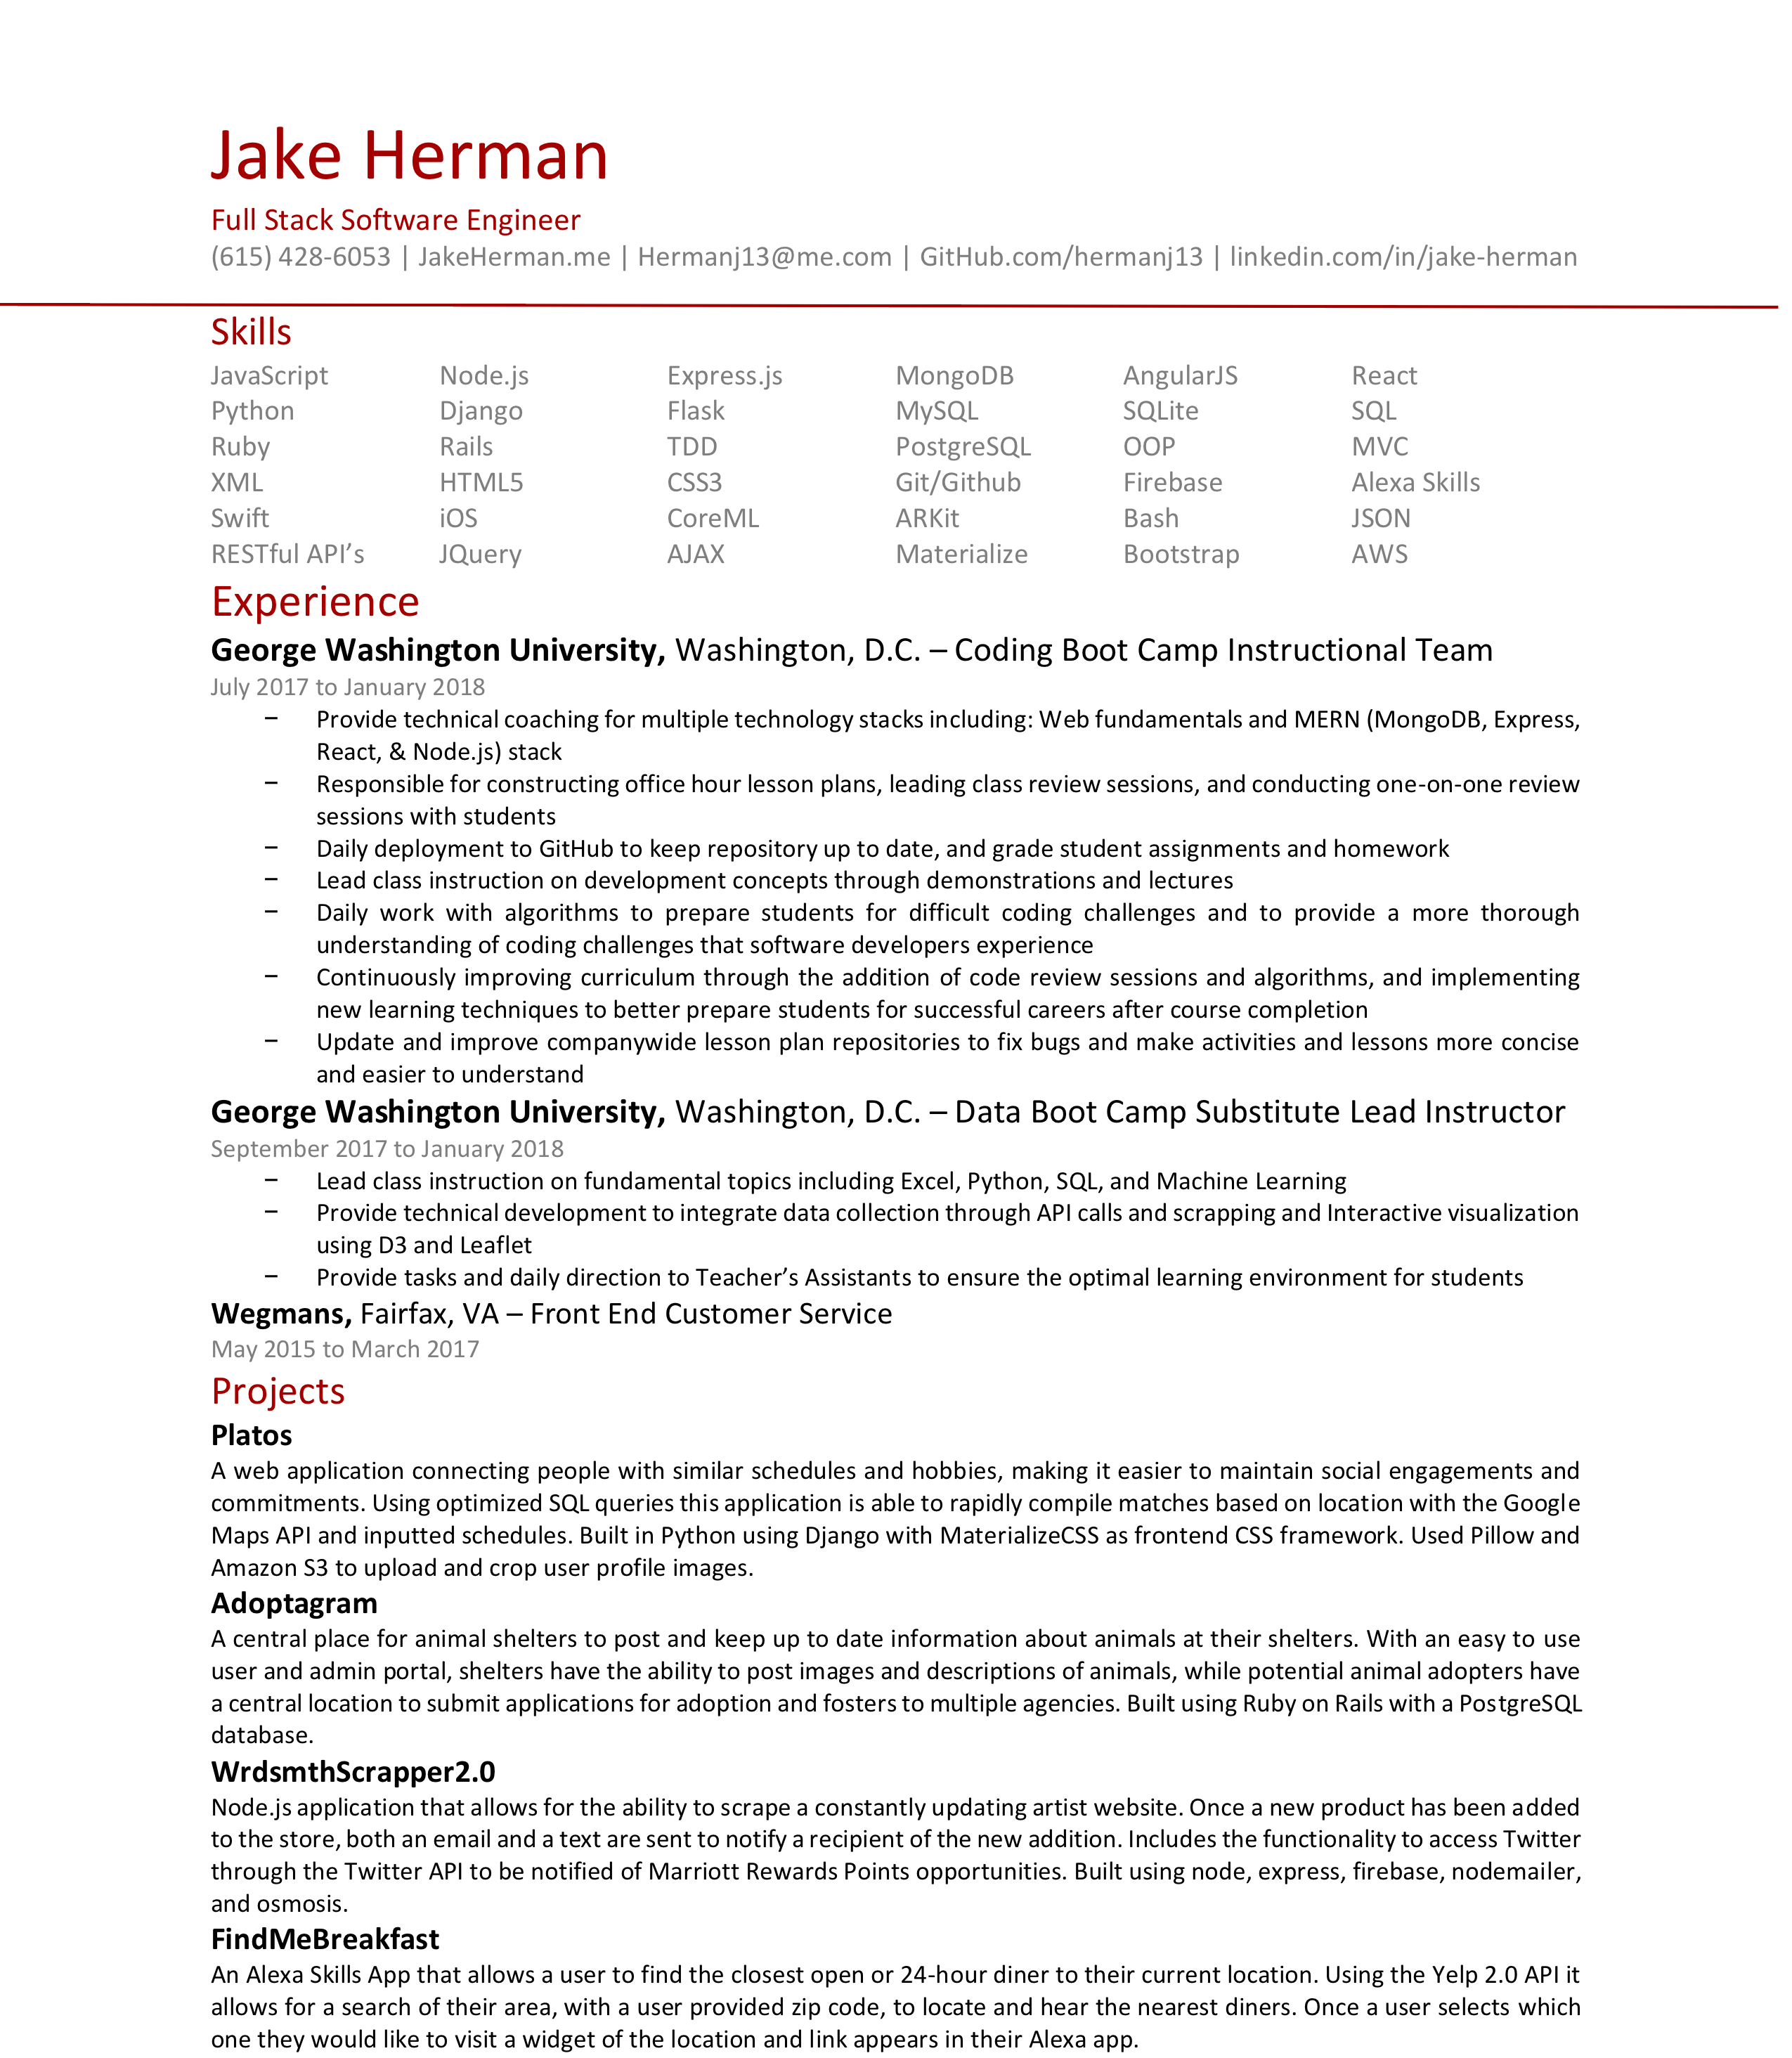 Jake Herman
Full Stack Software Engineer
(615) 428-6053 | JakeHerman.me | Hermanj13@me.com | GitHub.com/hermanj13 | linkedin.com/in/jake-herman
Skills
JavaScript Node.js Express.js MongoDB AngularJS React
Python Django Flask MySQL SQLite SQL
Ruby Rails TDD PostgreSQL OOP MVC
XML HTML5 CSS3 Git/Github Firebase Alexa Skills
Swift iOS CoreML ARKit Bash JSON
RESTful API’s JQuery AJAX Materialize Bootstrap AWS
Experience
George Washington University, Washington, D.C. – Coding Boot Camp Instructional Team
July 2017 to January 2018
− Provide technical coaching for multiple technology stacks including: Web fundamentals and MERN (MongoDB, Express,
React, & Node.js) stack
− Responsible for constructing office hour lesson plans, leading class review sessions, and conducting one-on-one review
sessions with students
− Daily deployment to GitHub to keep repository up to date, and grade student assignments and homework
− Lead class instruction on development concepts through demonstrations and lectures
− Daily work with algorithms to prepare students for difficult coding challenges and to provide a more thorough
understanding of coding challenges that software developers experience
− Continuously improving curriculum through the addition of code review sessions and algorithms, and implementing
new learning techniques to better prepare students for successful careers after course completion
− Update and improve companywide lesson plan repositories to fix bugs and make activities and lessons more concise
and easier to understand
George Washington University, Washington, D.C. – Data Boot Camp Substitute Lead Instructor
September 2017 to January 2018
− Lead class instruction on fundamental topics including Excel, Python, SQL, and Machine Learning
− Provide technical development to integrate data collection through API calls and scrapping and Interactive visualization
using D3 and Leaflet
− Provide tasks and daily direction to Teacher’s Assistants to ensure the optimal learning environment for students
Wegmans, Fairfax, VA – Front End Customer Service
May 2015 to March 2017
Projects
Platos
A web application connecting people with similar schedules and hobbies, making it easier to maintain social engagements and
commitments. Using optimized SQL queries this application is able to rapidly compile matches based on location with the Google
Maps API and inputted schedules. Built in Python using Django with MaterializeCSS as frontend CSS framework. Used Pillow and
Amazon S3 to upload and crop user profile images.
Adoptagram
A central place for animal shelters to post and keep up to date information about animals at their shelters. With an easy to use
user and admin portal, shelters have the ability to post images and descriptions of animals, while potential animal adopters have
a central location to submit applications for adoption and fosters to multiple agencies. Built using Ruby on Rails with a PostgreSQL
database.
WrdsmthScrapper2.0
Node.js application that allows for the ability to scrape a constantly updating artist website. Once a new product has been added
to the store, both an email and a text are sent to notify a recipient of the new addition. Includes the functionality to access Twitter
through the Twitter API to be notified of Marriott Rewards Points opportunities. Built using node, express, firebase, nodemailer,
and osmosis.
FindMeBreakfast
An Alexa Skills App that allows a user to find the closest open or 24-hour diner to their current location. Using the Yelp 2.0 API it
allows for a search of their area, with a user provided zip code, to locate and hear the nearest diners. Once a user selects which
one they would like to visit a widget of the location and link appears in their Alexa app.